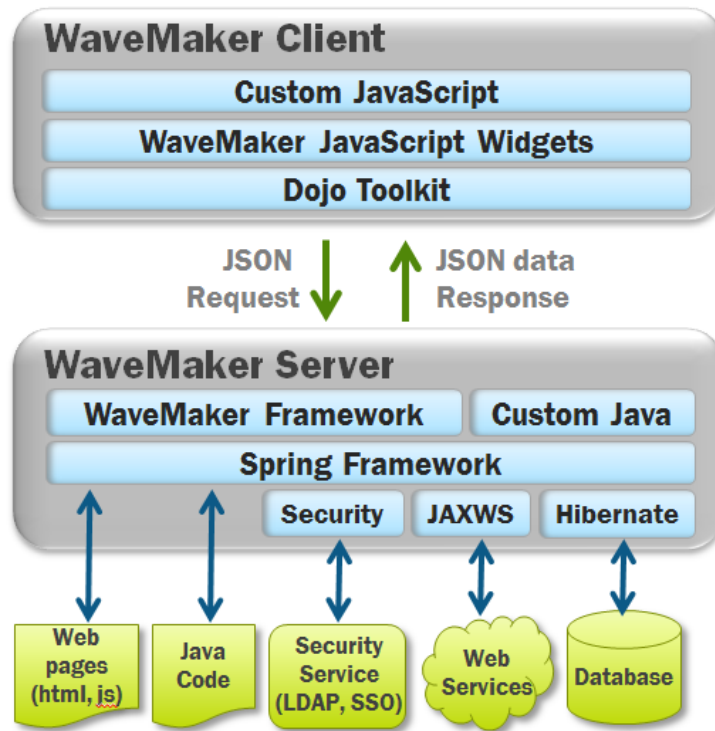 WaveMaker Client
Custom JavaScript
WaveMaker JavaScript Widgets
Dojo Toolkit
JSON
Request
JSON data
Response
WaveMaker Server
WaveMaker Framework
Custom Java
Spring Framework
Security
JAXWS
Hibernate
Web
pages
(html, js)
Java
Code
Security
Service
(LDAP, SSO)
Web
Services
Database